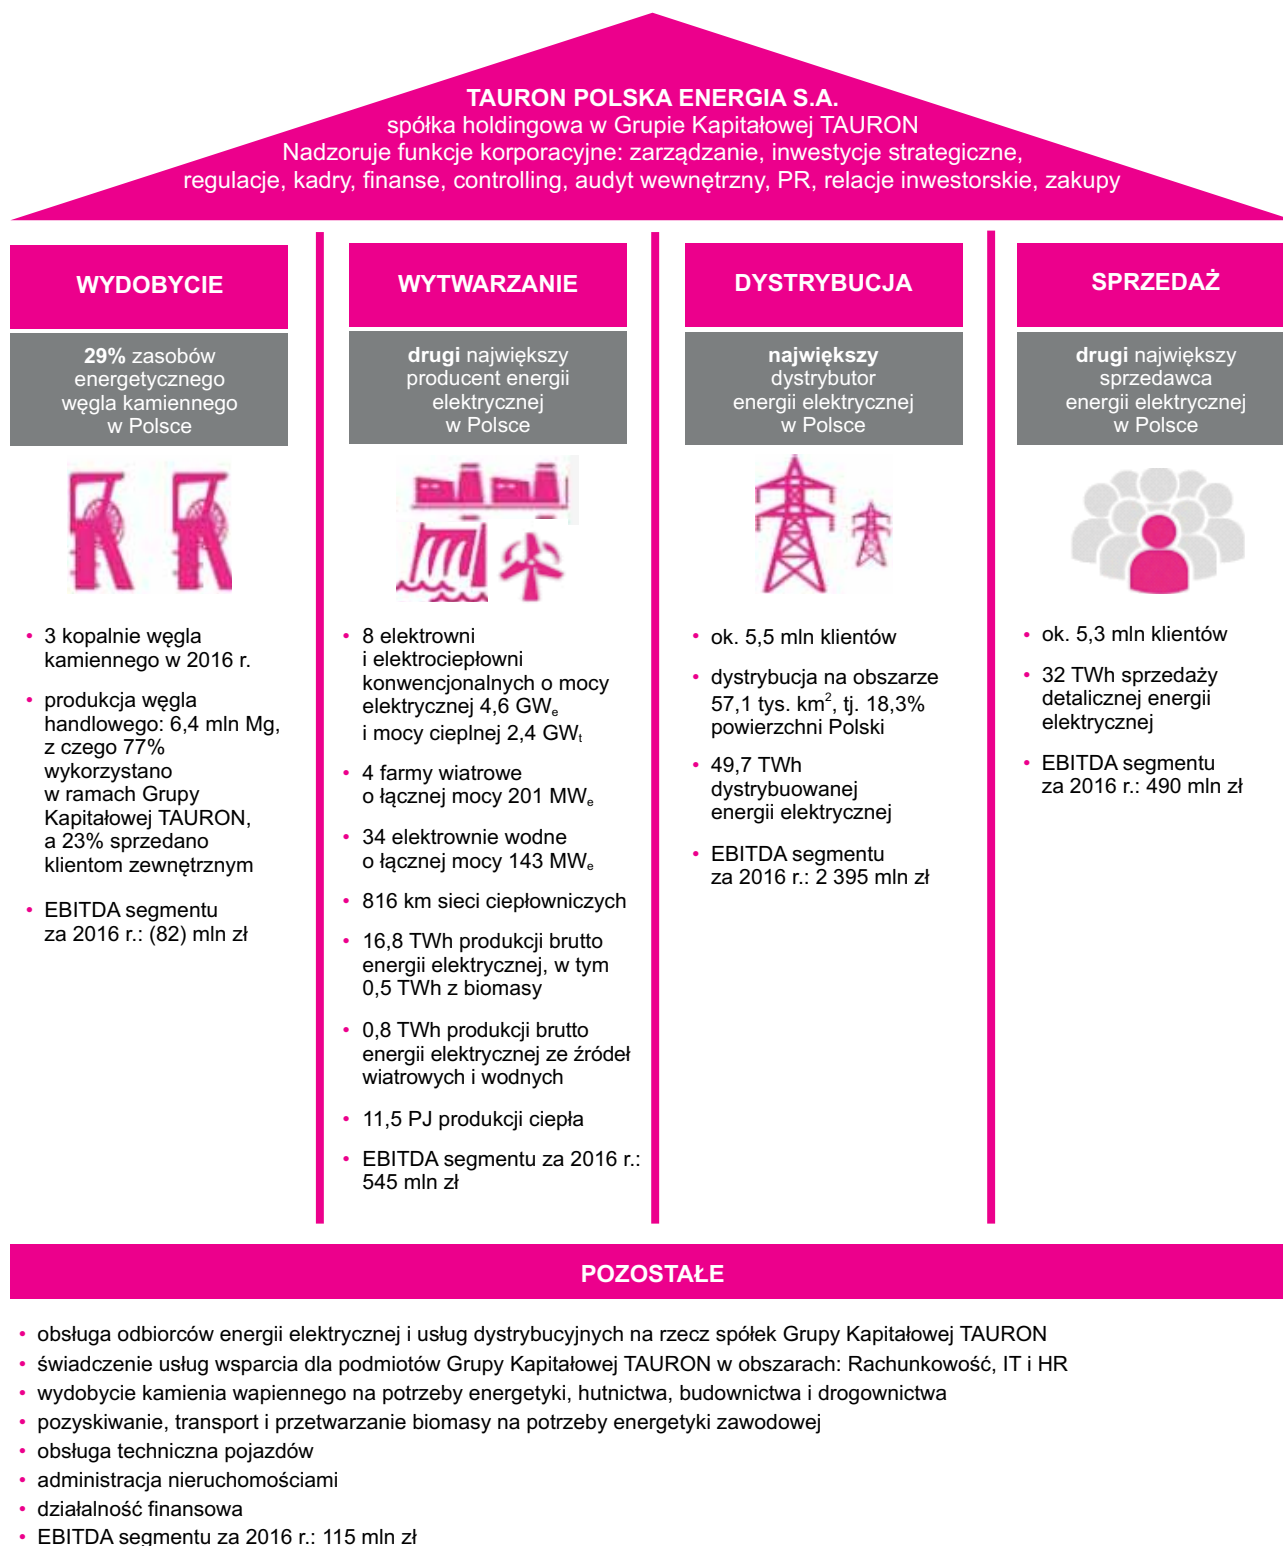 TAURON POLSKA ENERGIA S.A.
spółka holdingowa w Grupie Kapitałowej TAURON
Nadzoruje funkcje korporacyjne: zarządzanie, inwestycje strategiczne,
regulacje, kadry, finanse, controlling, audyt wewnętrzny, PR, relacje inwestorskie, zakupy
WYDOBYCIE
29% zasobów
energetycznego
węgla kamiennego
w Polsce
• 3 kopalnie węgla
kamiennego w 2016 r.
• produkcja węgla
handlowego: 6,4 mln Mg,
z czego 77%
wykorzystano
w ramach Grupy
Kapitałowej TAURON,
a 23% sprzedano
klientom zewnętrznym
• EBITDA segmentu
za 2016 r.: (82) mln zł
WYTWARZANIE
drugi największy
producent energii
elektrycznej
w Polsce
• 8 elektrowni
i elektrociepłowni
konwencjonalnych o mocy
elektrycznej 4,6 GWₑ
i mocy cieplnej 2,4 GWₜ
• 4 farmy wiatrowe
o łącznej mocy 201 MWₑ
• 34 elektrownie wodne
o łącznej mocy 143 MWₑ
• 816 km sieci ciepłowniczych
• 16,8 TWh produkcji brutto
energii elektrycznej, w tym
0,5 TWh z biomasy
• 0,8 TWh produkcji brutto
energii elektrycznej ze źródeł
wiatrowych i wodnych
• 11,5 PJ produkcji ciepła
• EBITDA segmentu za 2016 r.:
545 mln zł
DYSTRYBUCJA
największy
dystrybutor
energii elektrycznej
w Polsce
• ok. 5,5 mln klientów
• dystrybucja na obszarze
57,1 tys. km², tj. 18,3%
powierzchni Polski
• 49,7 TWh
dystrybuowanej
energii elektrycznej
• EBITDA segmentu
za 2016 r.: 2 395 mln zł
SPRZEDAŻ
drugi największy
sprzedawca
energii elektrycznej
w Polsce
• ok. 5,3 mln klientów
• 32 TWh sprzedaży
detalicznej energii
elektrycznej
• EBITDA segmentu
za 2016 r.: 490 mln zł
POZOSTAŁE
• obsługa odbiorców energii elektrycznej i usług dystrybucyjnych na rzecz spółek Grupy Kapitałowej TAURON
• świadczenie usług wsparcia dla podmiotów Grupy Kapitałowej TAURON w obszarach: Rachunkowość, IT i HR
• wydobycie kamienia wapiennego na potrzeby energetyki, hutnictwa, budownictwa i drogownictwa
• pozyskiwanie, transport i przetwarzanie biomasy na potrzeby energetyki zawodowej
• obsługa techniczna pojazdów
• administracja nieruchomościami
• działalność finansowa
• EBITDA segmentu za 2016 r.: 115 mln zł